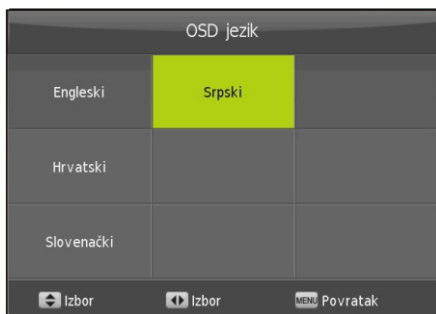 OSD jezik
Engleski Srpski
Hrvatski
Slovenački
Izbor Izbor MENU Povratak